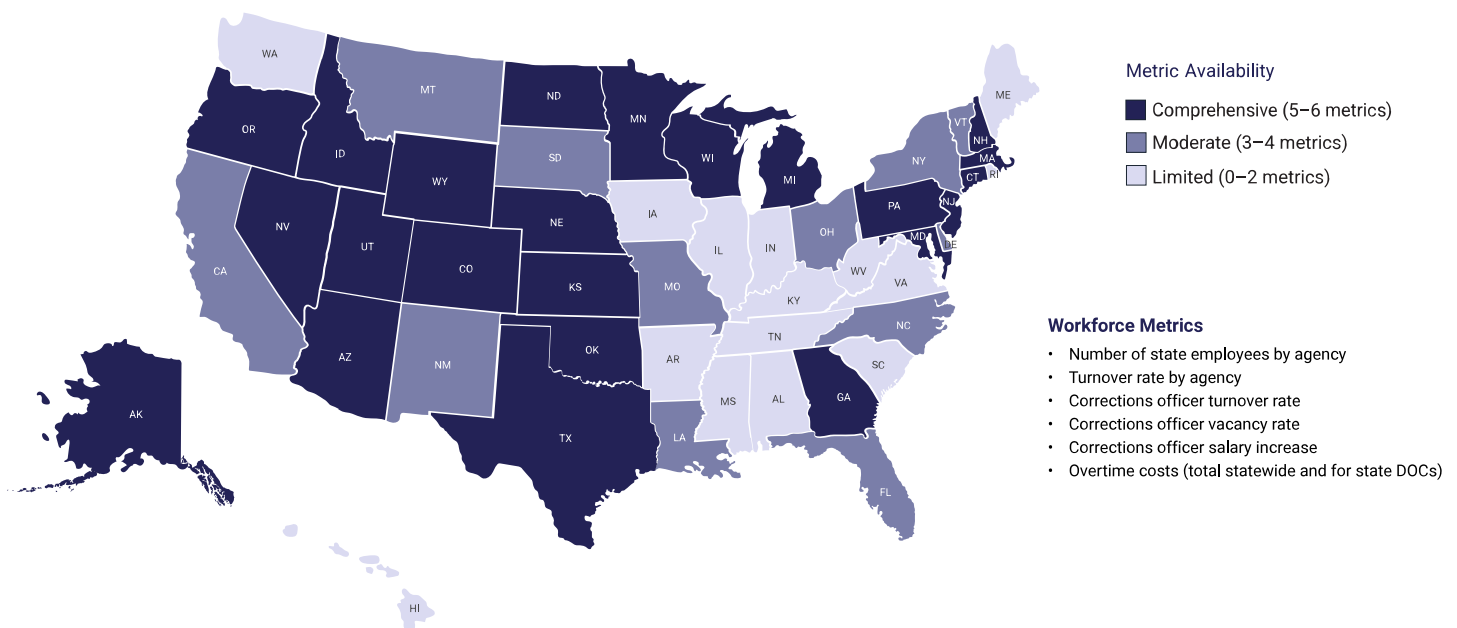 WA
MT
ND
MN
OR
ID
WY
SD
WI
MI
NY
VT
NH
ME
MA
CT
RI
NV
UT
CO
NE
KS
IA
IL
IN
OH
PA
NJ
MD
DE
CA
AZ
NM
OK
TX
MO
AR
LA
KY
TN
MS
AL
GA
WV
VA
NC
SC
FL
AK
HI
Metric Availability
Comprehensive (5–6 metrics)
Moderate (3–4 metrics)
Limited (0–2 metrics)
Workforce Metrics
• Number of state employees by agency
• Turnover rate by agency
• Corrections officer turnover rate
• Corrections officer vacancy rate
• Corrections officer salary increase
• Overtime costs (total statewide and for state DOCs)